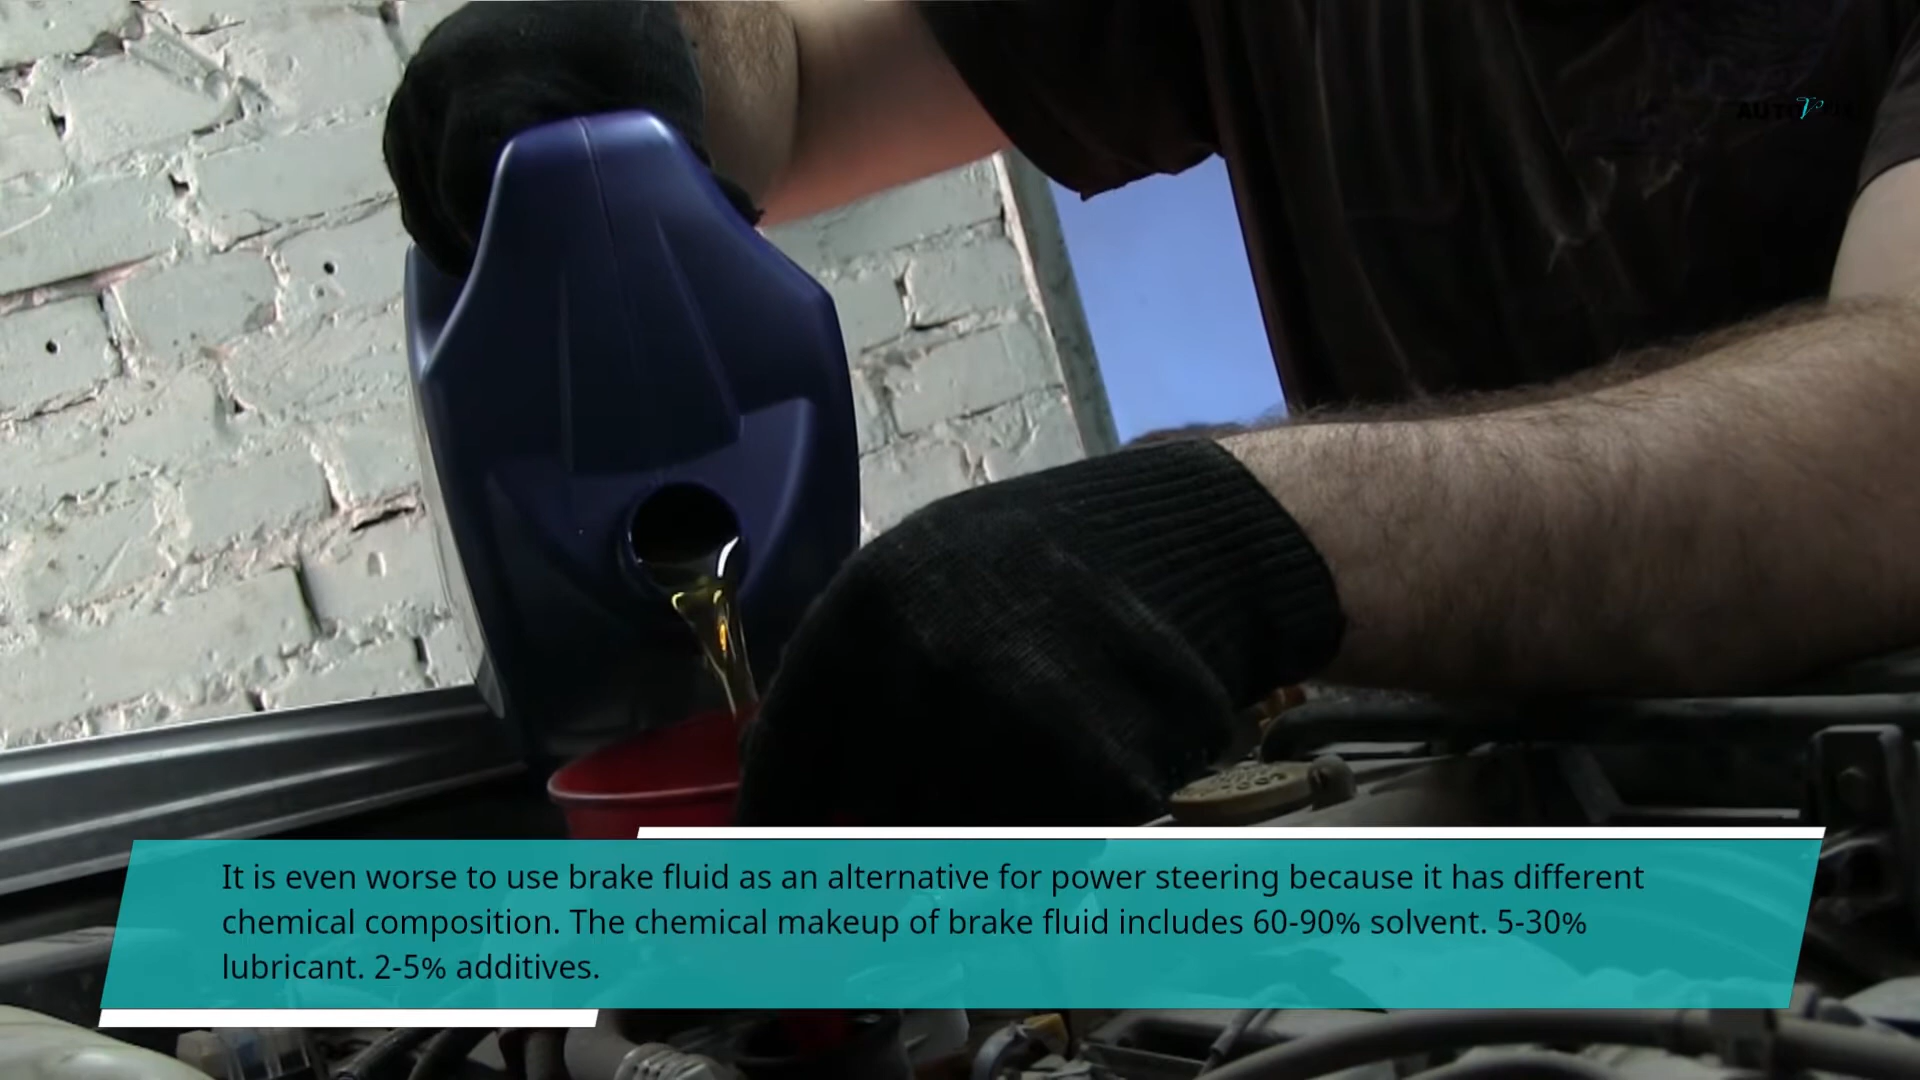 It is even worse to use brake fluid as an alternative for power steering because it has different
chemical composition. The chemical makeup of brake fluid includes 60-90% solvent. 5-30%
lubricant. 2-5% additives.